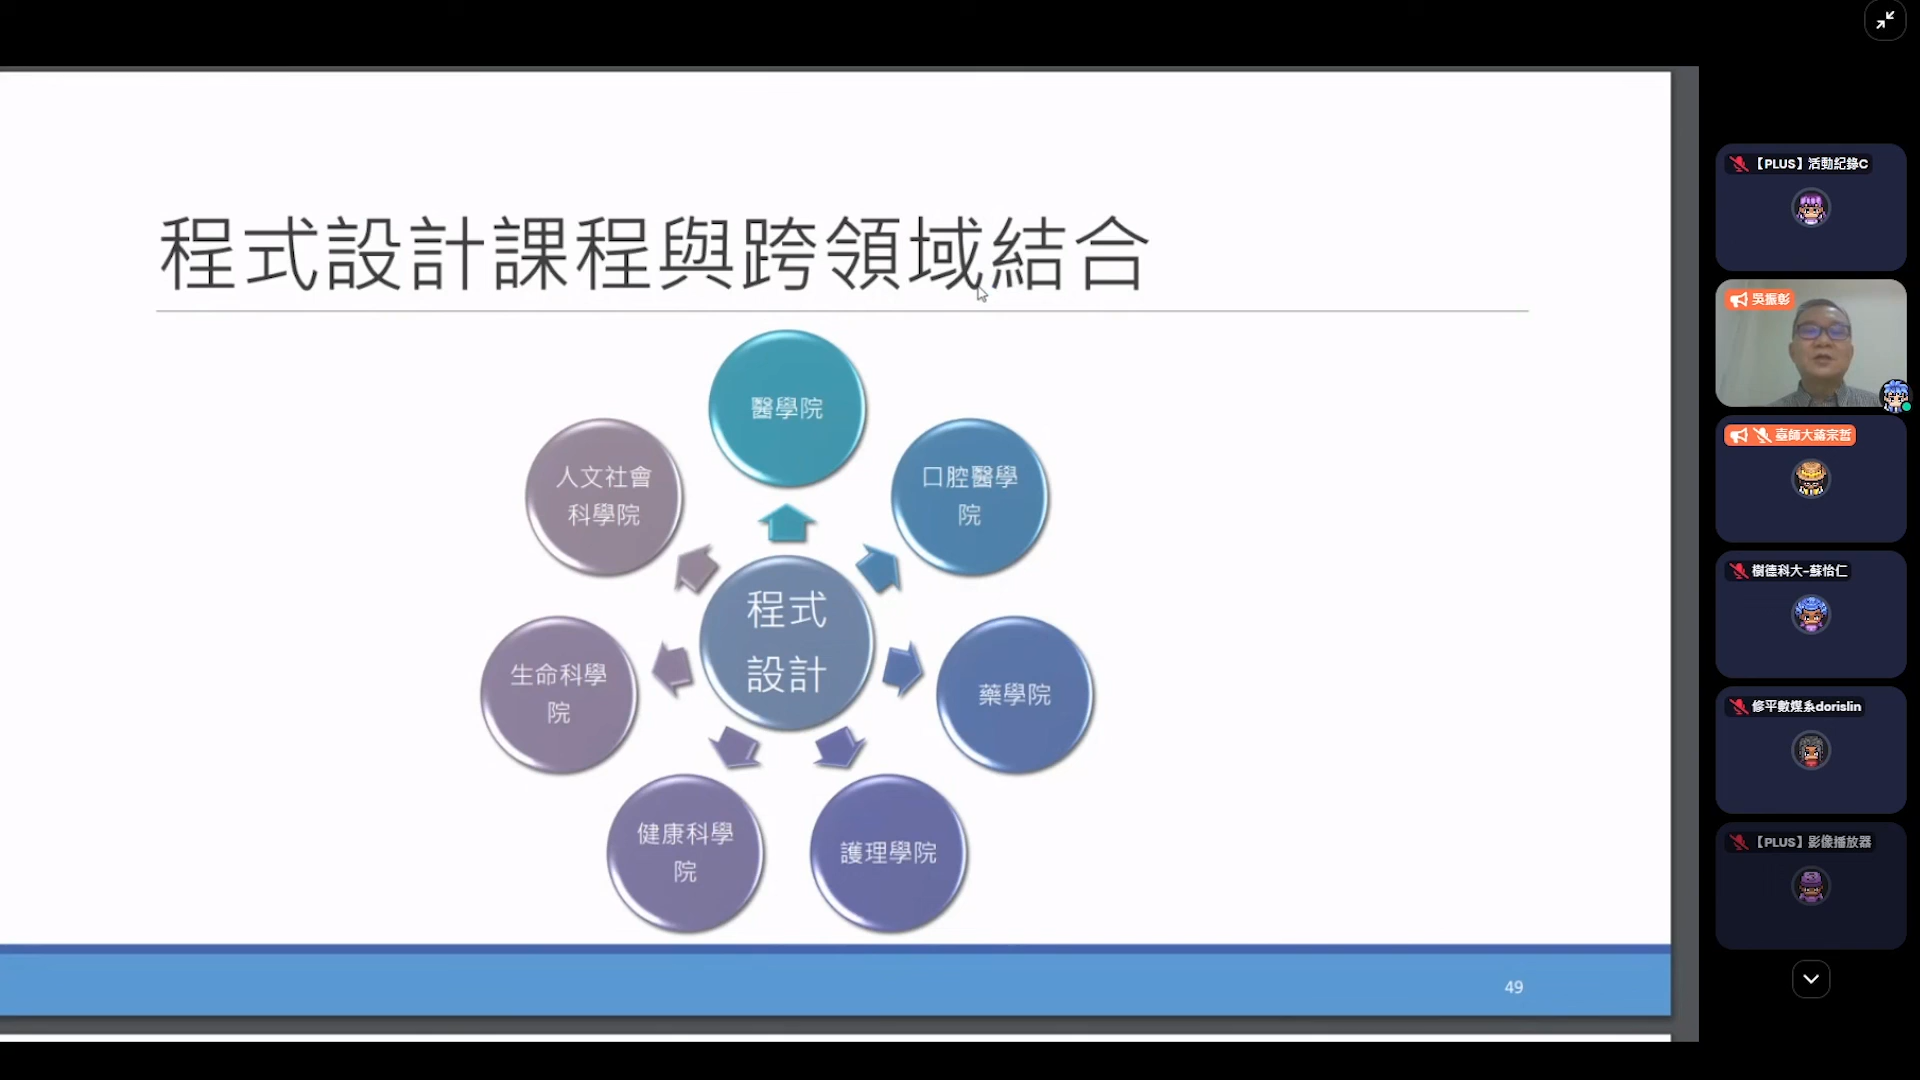 程式設計課程與跨領域結合
醫學院
人文社會
科學院
口腔醫學
院
程式
設計
生命科學
院
藥學院
健康科學
院
護理學院
49
【PLUS】活動紀錄C
吳振彰
臺師大蔣宗哲
樹德科大-蘇怡仁
修平數媒系dorislin
【PLUS】影像播放器